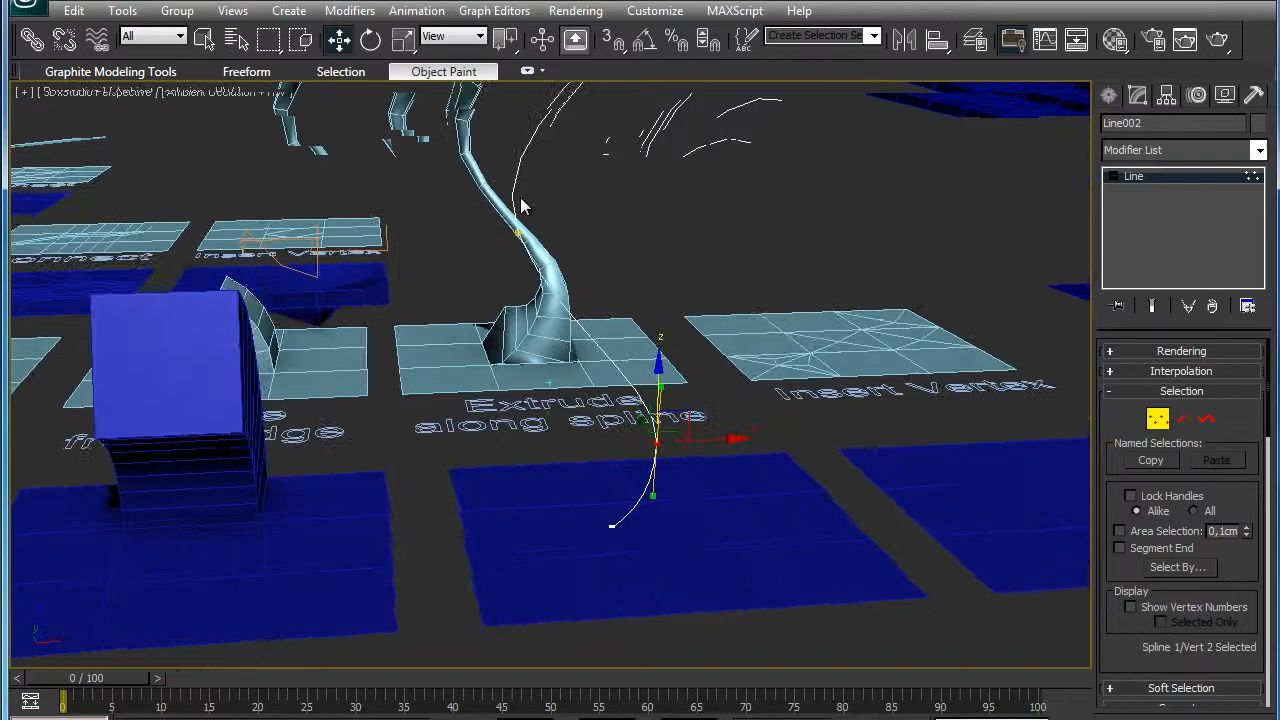 Edit Tools Group Views Create Modifiers Animation Graph Editors Rendering Customize MAXScript Help
All View Create Selection Se
Graphite Modeling Tools Freeform Selection Object Paint
Line002
Modifier List
Line
Insert Vertex
Extrude
along spline
Insert Vertex
z
Rendering
Interpolation
Selection
Named Selections:
Copy Paste
Lock Handles
Alike All
Area Selection: 0,1cm
Segment End
Select By...
Display
Show Vertex Numbers
Selected Only
Spline 1/Vert 2 Selected
Soft Selection
0 / 100
0 5 10 15 20 25 30 35 40 45 50 55 60 65 70 75 80 85 90 95 100